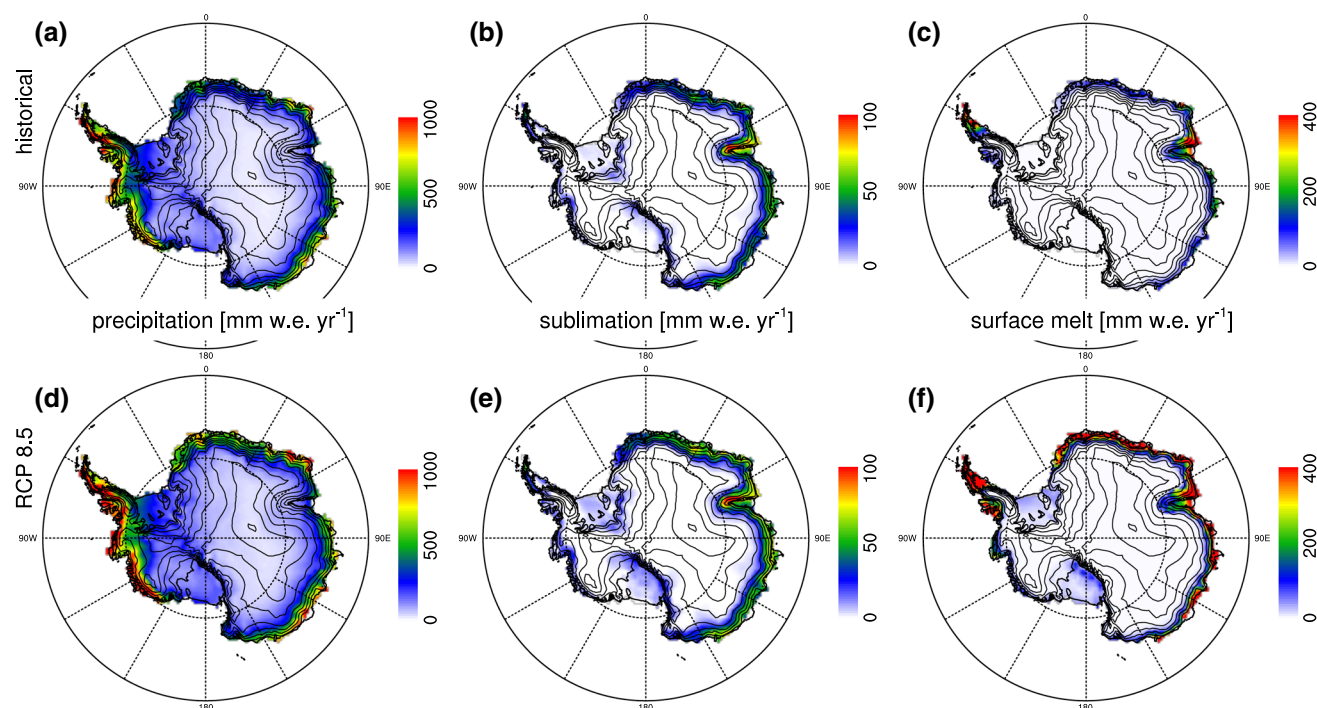 (a) 0 (b) 0 (c) 0
historical
90W 90E 1000 500 0
90W 90E 100 50 0
90W 90E 400 200 0
precipitation [mm w.e. yr-1] sublimation [mm w.e. yr-1] surface melt [mm w.e. yr-1]
180 180 180
(d) 0 (e) 0 (f) 0
RCP 8.5
90W 90E 1000 500 0
90W 90E 100 50 0
90W 90E 400 200 0
180 180 180